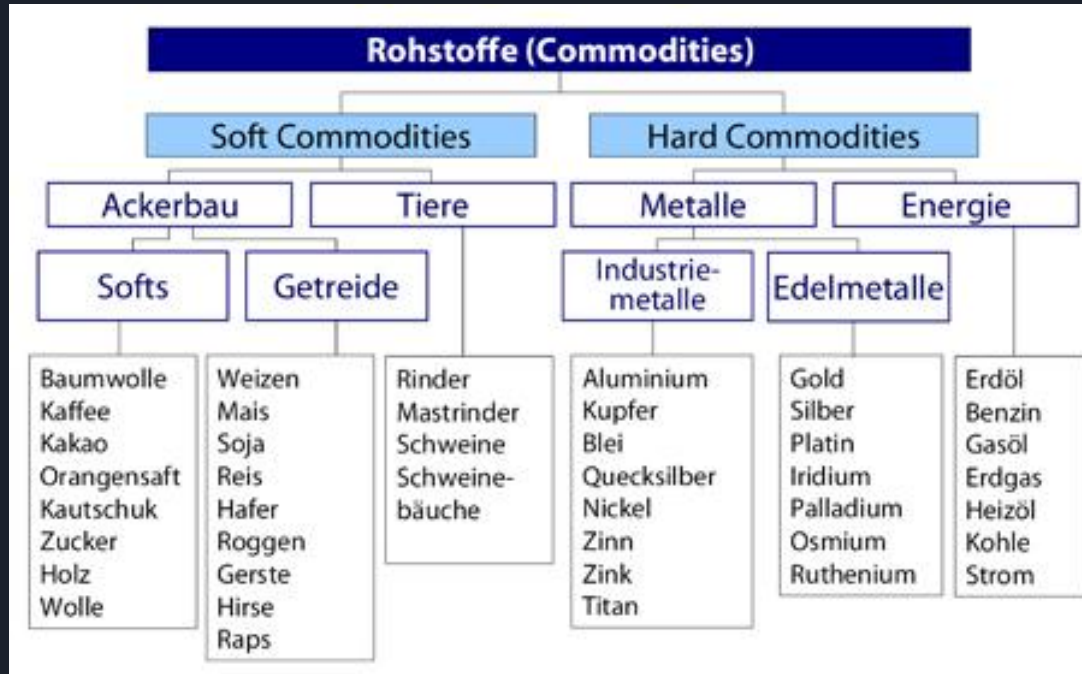 Rohstoffe (Commodities)
Soft Commodities
Hard Commodities
Ackerbau
Tiere
Metalle
Energie
Softs
Getreide
Industrie-
metalle
Edelmetalle
Baumwolle
Kaffee
Kakao
Orangensaft
Kautschuk
Zucker
Holz
Wolle
Weizen
Mais
Soja
Reis
Hafer
Roggen
Gerste
Hirse
Raps
Rinder
Mastrinder
Schweine
Schweine-
bäuche
Aluminium
Kupfer
Blei
Quecksilber
Nickel
Zinn
Zink
Titan
Gold
Silber
Platin
Iridium
Palladium
Osmium
Ruthenium
Erdöl
Benzin
Gasöl
Erdgas
Heizöl
Kohle
Strom